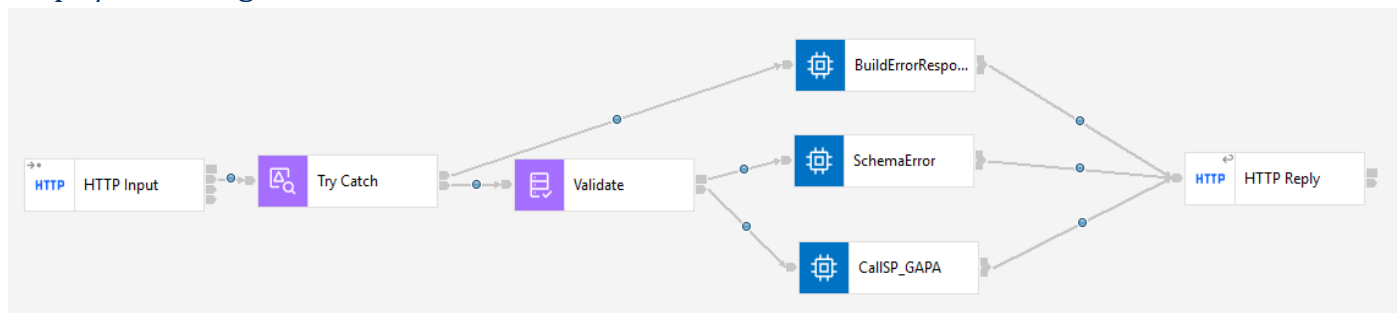 BuildErrorRespo...
HTTP HTTP Input
Try Catch
Validate
SchemaError
HTTP HTTP Reply
CallSP_GAPA